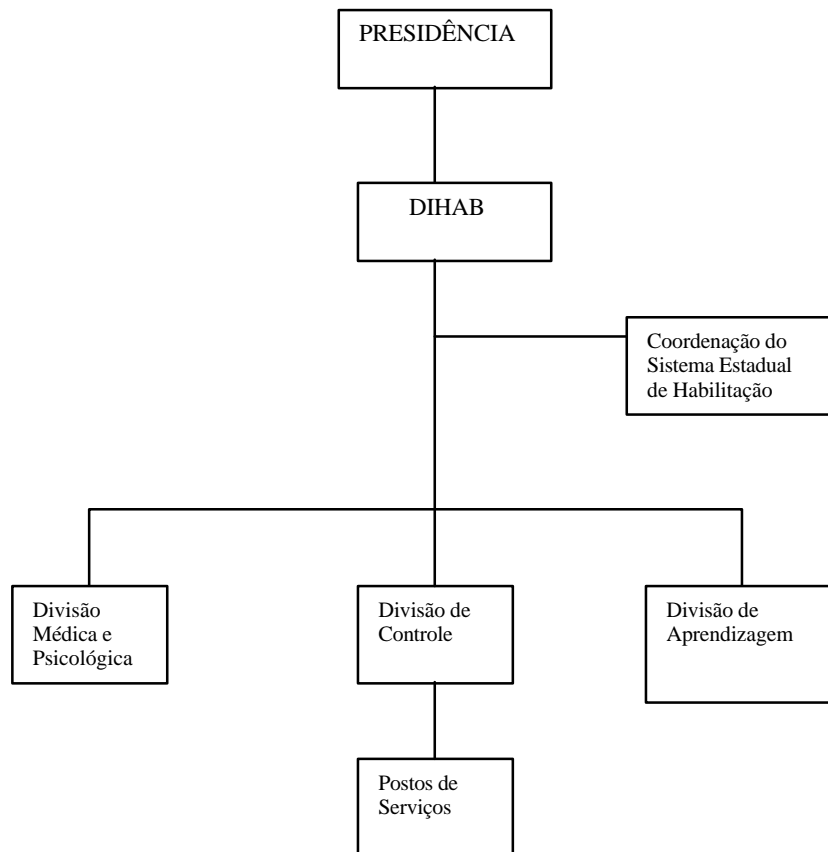 PRESIDÊNCIA
DIHAB
Coordenação do
Sistema Estadual
de Habilitação
Divisão
Médica e
Psicológica
Divisão de
Controle
Divisão de
Aprendizagem
Postos de
Serviços